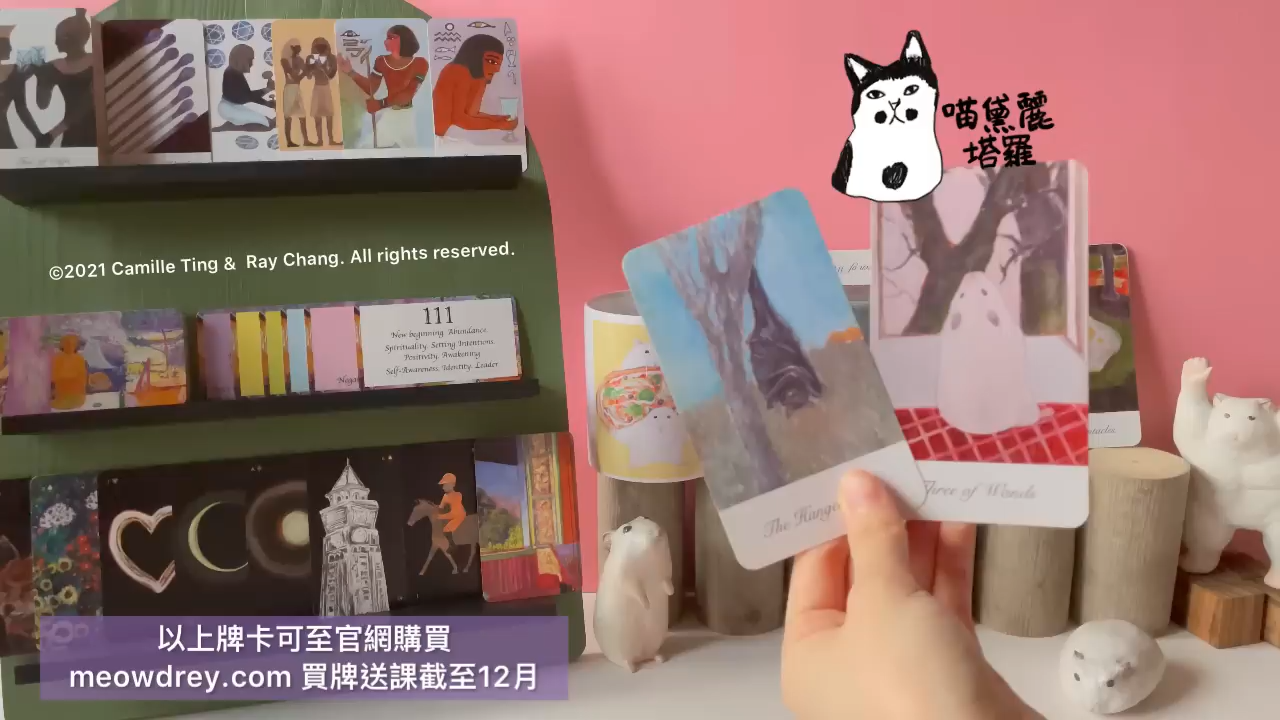 喵黛麗
塔羅
©2021 Camille Ting & Ray Chang. All rights reserved.
111
New beginning. Abundance
Spirituality. Setting Intentions.
Positivity. Awakening
Self-Awareness. Identity. Leader
The Hange
Three of Wands
以上牌卡可至官網購買
meowdrey.com 買牌送課截至12月